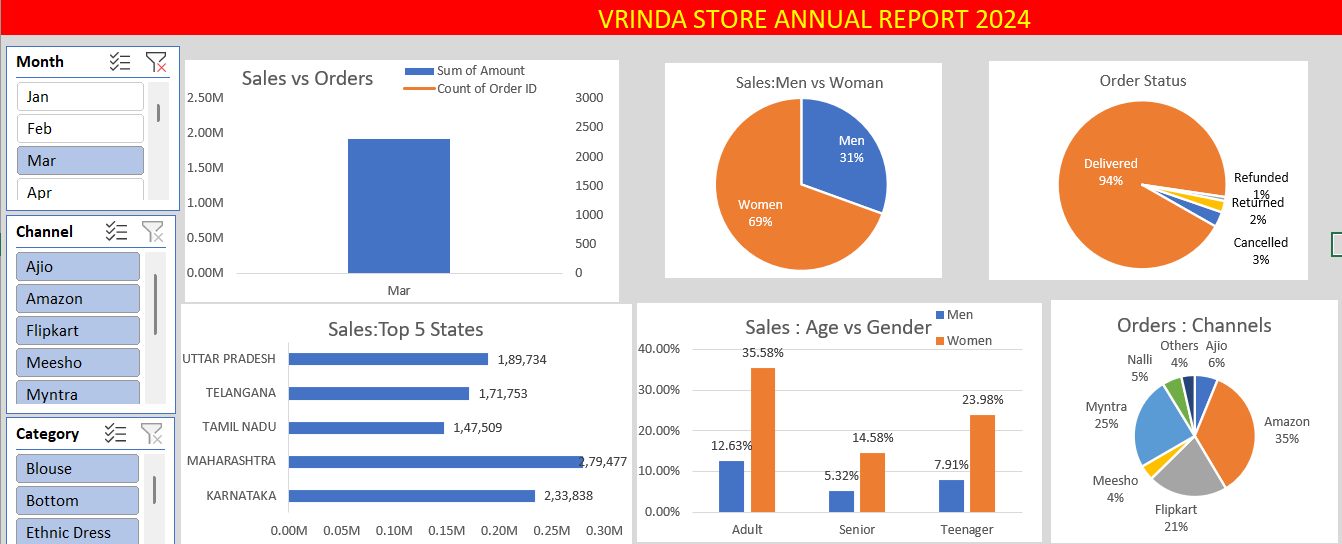 VRINDA STORE ANNUAL REPORT 2024
Month
Jan
Feb
Mar
Apr
Channel
Ajio
Amazon
Flipkart
Meesho
Myntra
Category
Blouse
Bottom
Ethnic Dress
Sales vs Orders
Sum of Amount
Count of Order ID
2.50M
2.00M
1.50M
1.00M
0.50M
0.00M
3000
2500
2000
1500
1000
500
0
Mar
Sales:Men vs Woman
Men
31%
Women
69%
Order Status
Delivered
94%
Refunded
1%
Returned
2%
Cancelled
3%
Sales:Top 5 States
UTTAR PRADESH 1,89,734
TELANGANA 1,71,753
TAMIL NADU 1,47,509
MAHARASHTRA 2,79,477
KARNATAKA 2,33,838
0.00M 0.05M 0.10M 0.15M 0.20M 0.25M 0.30M
Sales : Age vs Gender
Men
Women
40.00%
30.00%
20.00%
10.00%
0.00%
12.63% 35.58%
5.32% 14.58%
7.91% 23.98%
Adult Senior Teenager
Orders : Channels
Others
4%
Ajio
6%
Nalli
5%
Myntra
25%
Amazon
35%
Meesho
4%
Flipkart
21%